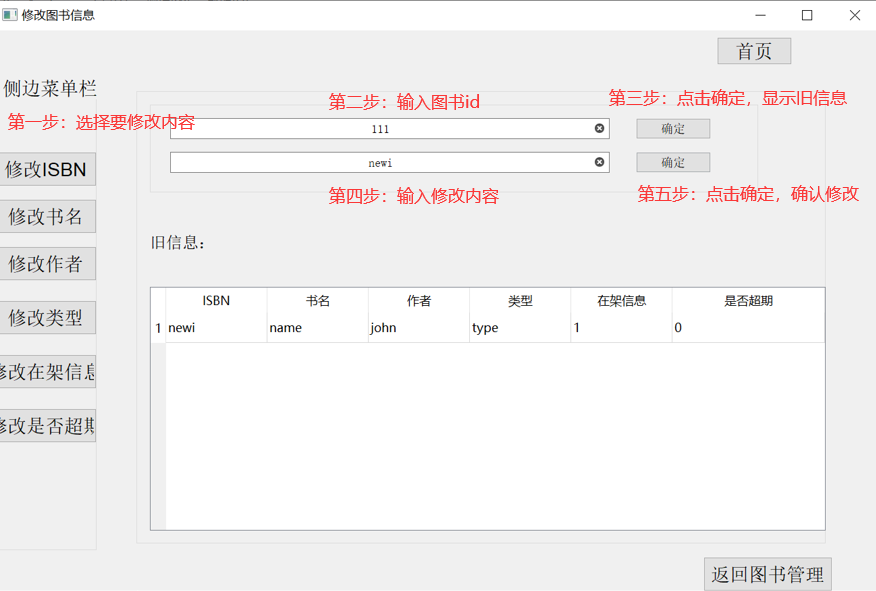 修改图书信息
首页
侧边菜单栏
第一步：选择要修改内容
第二步：输入图书id
第三步：点击确定，显示旧信息
111
确定
newi
确定
第四步：输入修改内容
第五步：点击确定，确认修改
修改ISBN
修改书名
修改作者
修改类型
修改在架信息
修改是否超期
旧信息：
ISBN 书名 作者 类型 在架信息 是否超期
1 newi name john type 1 0
返回图书管理